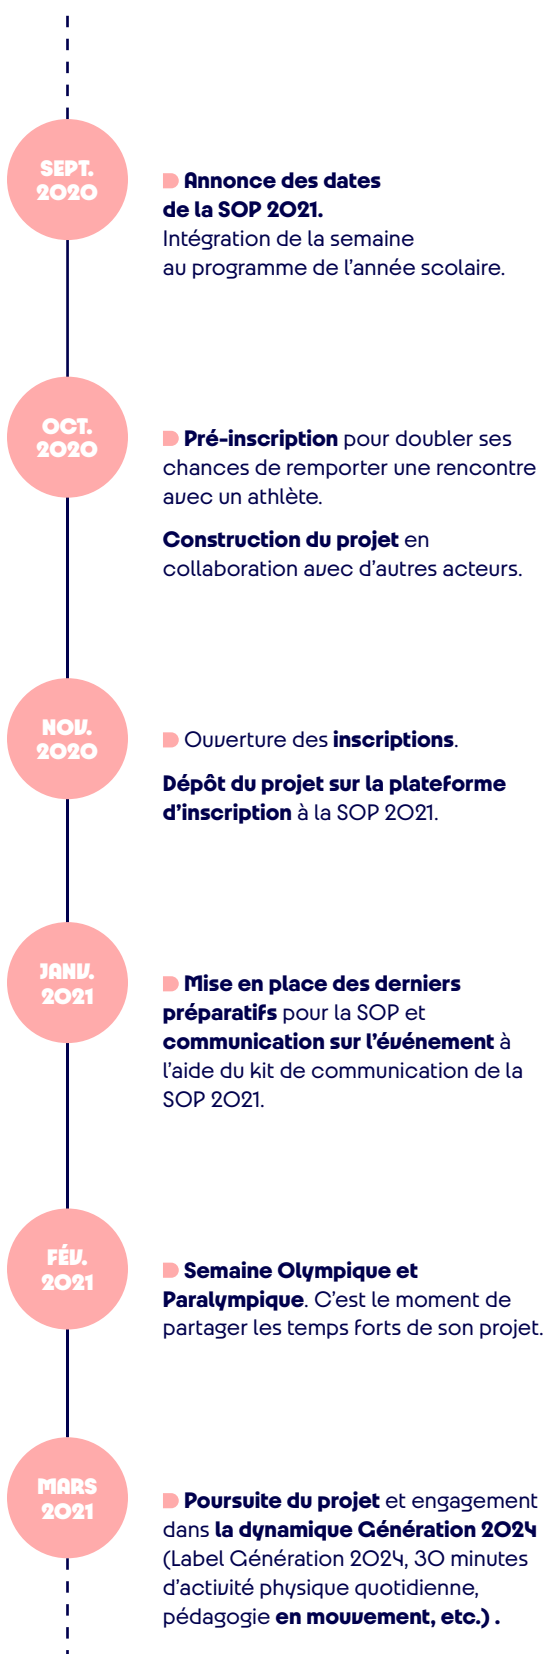 SEPT.
2020
Annonce des dates
de la SOP 2021.
Intégration de la semaine
au programme de l'année scolaire.
OCT.
2020
Pré-inscription pour doubler ses
chances de remporter une rencontre
avec un athlète.
Construction du projet en
collaboration avec d'autres acteurs.
NOV.
2020
Ouverture des inscriptions.
Dépôt du projet sur la plateforme
d'inscription à la SOP 2021.
JANV.
2021
Mise en place des derniers
préparatifs pour la SOP et
communication sur l'événement à
l'aide du kit de communication de la
SOP 2021.
FÉV.
2021
Semaine Olympique et
Paralympique. C'est le moment de
partager les temps forts de son projet.
MARS
2021
Poursuite du projet et engagement
dans la dynamique Génération 2024
(Label Génération 2024, 30 minutes
d'activité physique quotidienne,
pédagogie en mouvement, etc.) .